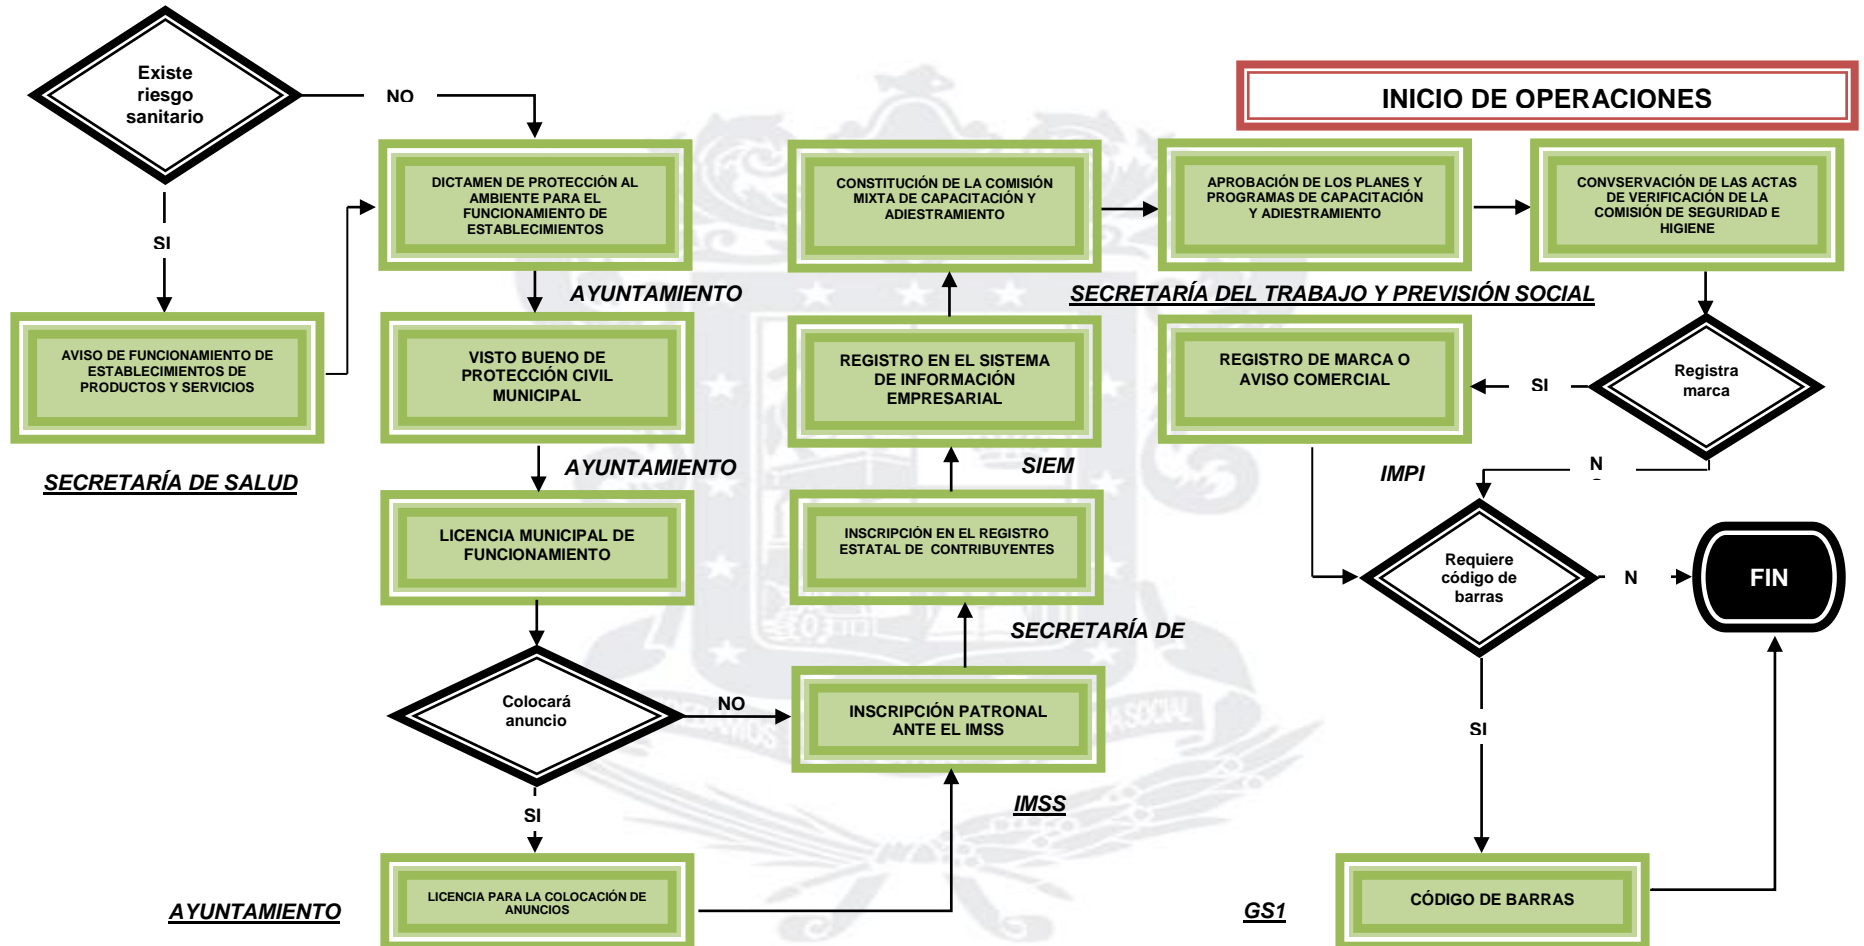 Existe
riesgo
sanitario
NO
SI
AVISO DE FUNCIONAMIENTO DE
ESTABLECIMIENTOS DE
PRODUCTOS Y SERVICIOS
SECRETARÍA DE SALUD
DICTAMEN DE PROTECCIÓN AL
AMBIENTE PARA EL
FUNCIONAMIENTO DE
ESTABLECIMIENTOS
AYUNTAMIENTO
VISTO BUENO DE
PROTECCIÓN CIVIL
MUNICIPAL
AYUNTAMIENTO
LICENCIA MUNICIPAL DE
FUNCIONAMIENTO
Colocará
anuncio
NO
SI
LICENCIA PARA LA COLOCACIÓN DE
ANUNCIOS
AYUNTAMIENTO
INSCRIPCIÓN PATRONAL
ANTE EL IMSS
IMSS
SECRETARÍA DE
INSCRIPCIÓN EN EL REGISTRO
ESTATAL DE CONTRIBUYENTES
SIEM
REGISTRO EN EL SISTEMA
DE INFORMACIÓN
EMPRESARIAL
CONSTITUCIÓN DE LA COMISIÓN
MIXTA DE CAPACITACIÓN Y
ADIESTRAMIENTO
INICIO DE OPERACIONES
APROBACIÓN DE LOS PLANES Y
PROGRAMAS DE CAPACITACIÓN
Y ADIESTRAMIENTO
CONVSERVACIÓN DE LAS ACTAS
DE VERIFICACIÓN DE LA
COMISIÓN DE SEGURIDAD E
HIGIENE
SECRETARÍA DEL TRABAJO Y PREVISIÓN SOCIAL
Registra
marca
SI
REGISTRO DE MARCA O
AVISO COMERCIAL
IMPI
N
Requiere
código de
barras
N
FIN
SI
CÓDIGO DE BARRAS
GS1